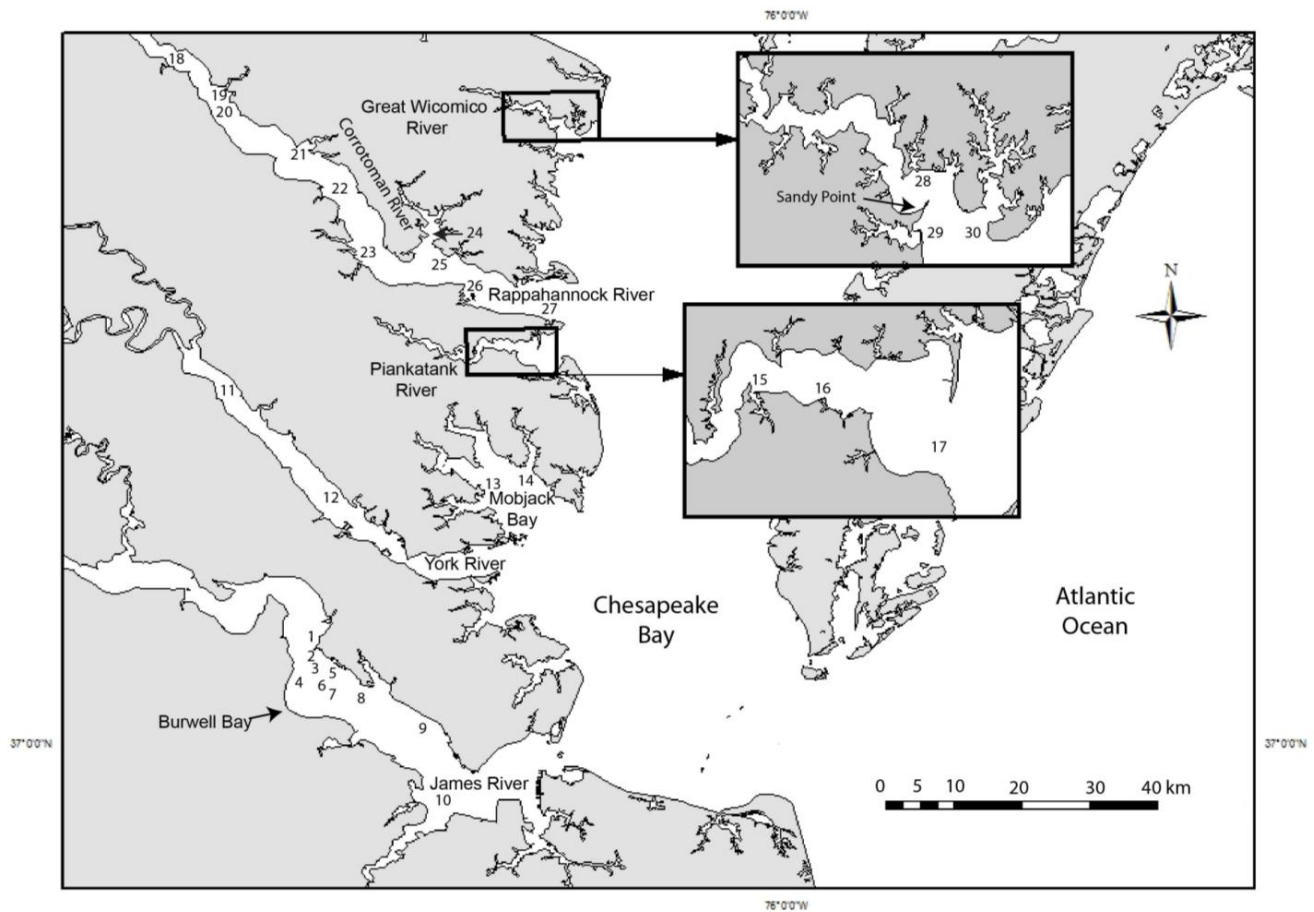 76° 0'0"W
18
19
20
Great Wicomico
River
Corrotoman River
21
22
23
24
25
26
Rappahannock River
27
28
Sandy Point
29
30
N
Piankatank
River
15
16
17
11
12
13
14
Mobjack
Bay
York River
Chesapeake
Bay
Atlantic
Ocean
1
2
3
4
5
6
7
8
9
Burwell Bay
37° 0'0"N
37° 0'0"N
James River
10
0 5 10 20 30 40 km
76° 0'0"W